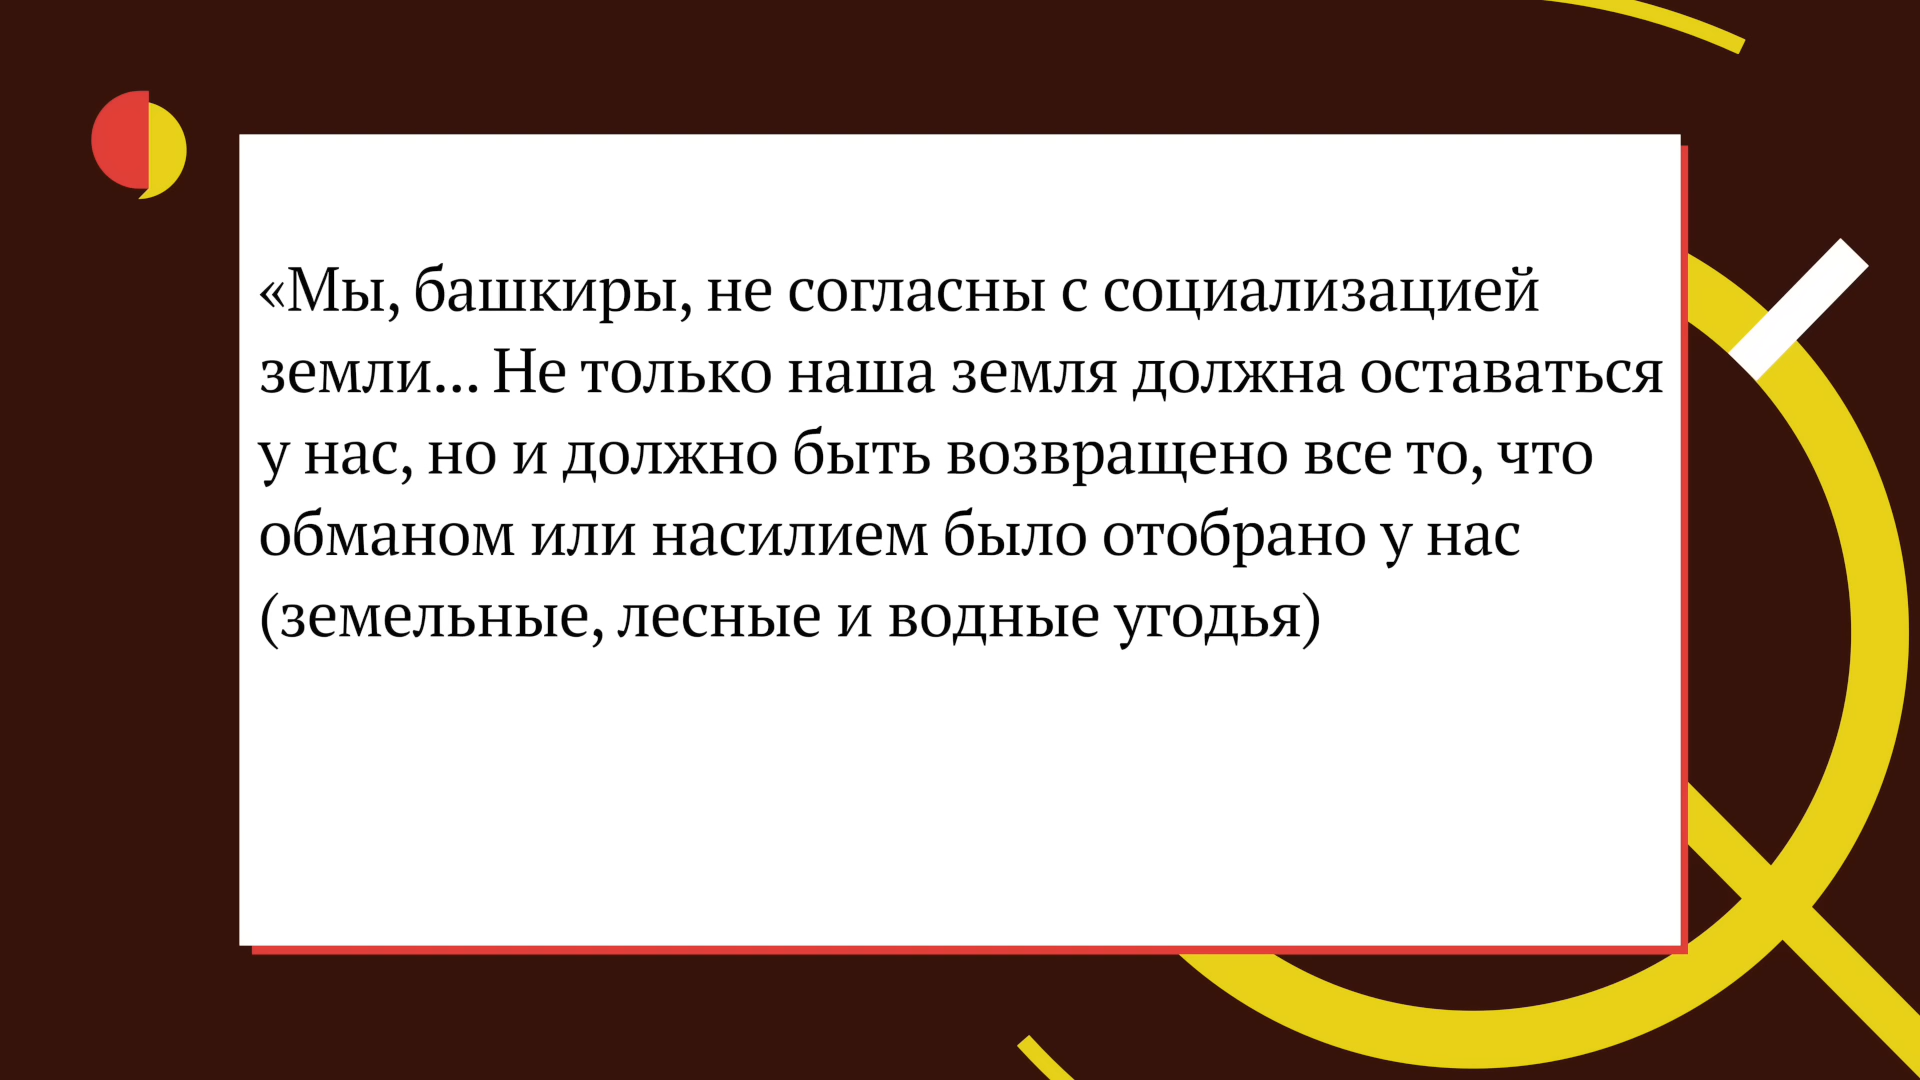 «Мы, башкиры, не согласны с социализацией
земли... Не только наша земля должна оставаться
у нас, но и должно быть возвращено все то, что
обманом или насилием было отобрано у нас
(земельные, лесные и водные угодья)